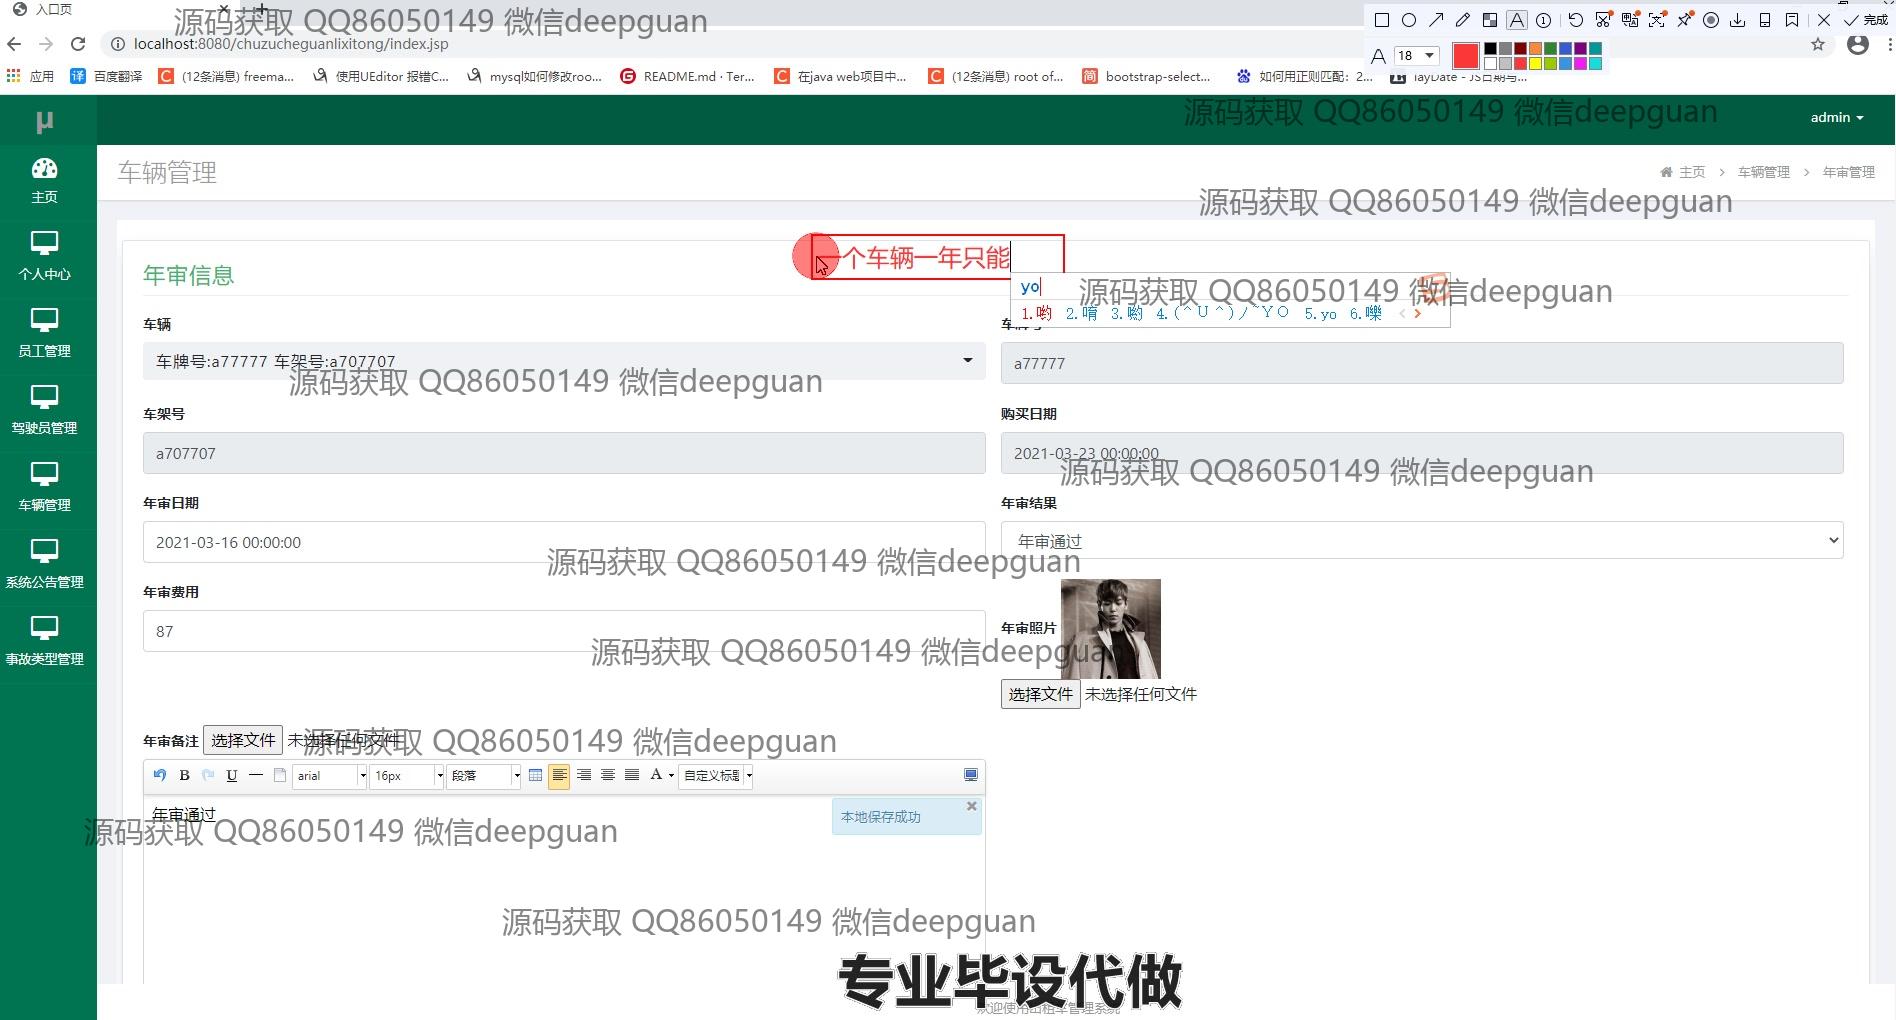 入口页
源码获取 QQ86050149 微信deepguan
完成
localhost:8080/chuzucheguanlixitong/index.jsp
A 18
应用 百度翻译 (12条消息) freema... 使用UEditor 报错C... mysql如何修改roo... README.md · Ter... 在java web项目中... (12条消息) root of... bootstrap-select... 如何用正则匹配：2... layDate - JS日期与...
源码获取 QQ86050149 微信deepguan
admin
μ
车辆管理
主页 > 车辆管理 > 年审管理
主页
源码获取 QQ86050149 微信deepguan
个人中心
员工管理
驾驶员管理
车辆管理
系统公告管理
事故类型管理
一个车辆一年只能
年审信息
yo
源码获取 QQ86050149 微信deepguan
1.哟 2.唷 3.喲 4.(＾U＾)ノ~YO 5.yo 6.嚛
车辆
车牌号
车牌号:a77777 车架号:a707707
a77777
源码获取 QQ86050149 微信deepguan
车架号
购买日期
a707707
2021-03-23 00:00:00
源码获取 QQ86050149 微信deepguan
年审日期
年审结果
2021-03-16 00:00:00
年审通过
源码获取 QQ86050149 微信deepguan
年审费用
87
年审照片
源码获取 QQ86050149 微信deepguan
选择文件 未选择任何文件
年审备注 选择文件 未选择任何文件
源码获取 QQ86050149 微信deepguan
B U arial 16px 段落 A 自定义标题
年审通过
本地保存成功
源码获取 QQ86050149 微信deepguan
源码获取 QQ86050149 微信deepguan
专业毕设代做
欢迎使用出租车管理系统